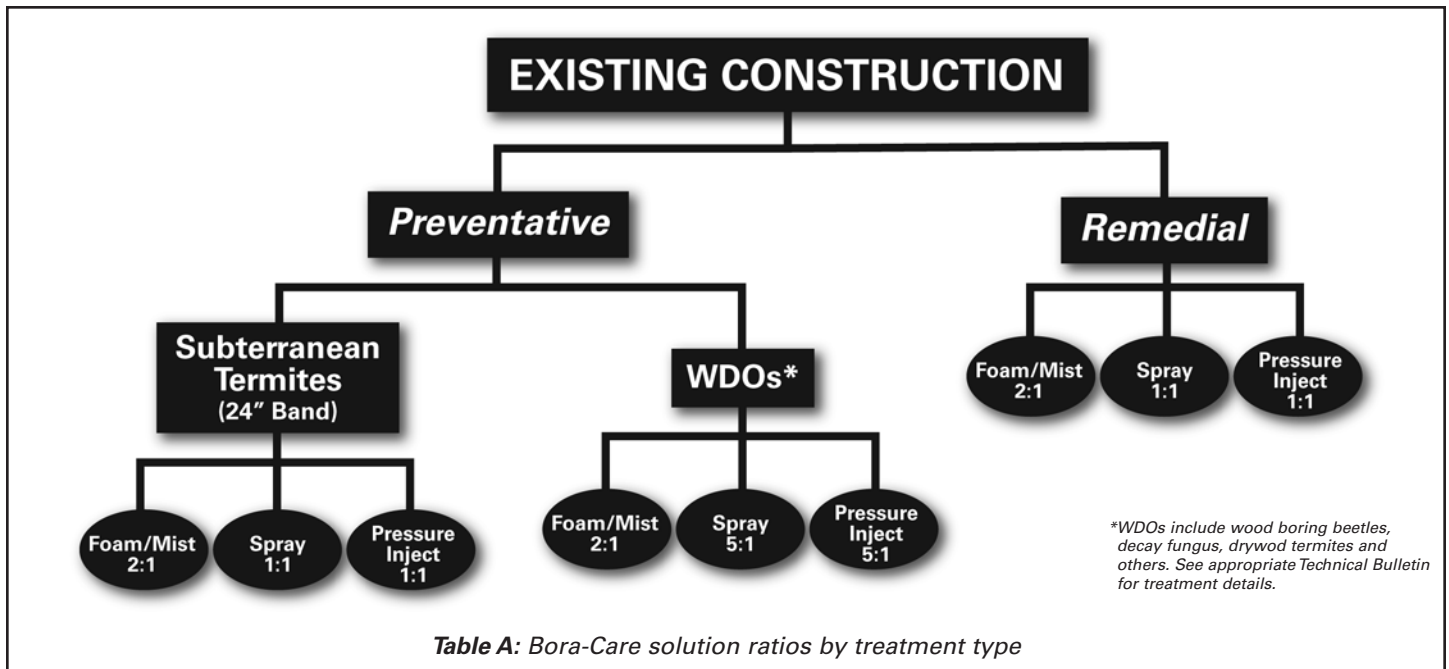 EXISTING CONSTRUCTION
Preventative
Remedial
Subterranean
Termites
(24" Band)
WDOs*
Foam/Mist
2:1
Spray
1:1
Pressure
Inject
1:1
Foam/Mist
2:1
Spray
5:1
Pressure
Inject
5:1
Foam/Mist
2:1
Spray
1:1
Pressure
Inject
1:1
*WDOs include wood boring beetles,
decay fungus, drywod termites and
others. See appropriate Technical Bulletin
for treatment details.
Table A: Bora-Care solution ratios by treatment type